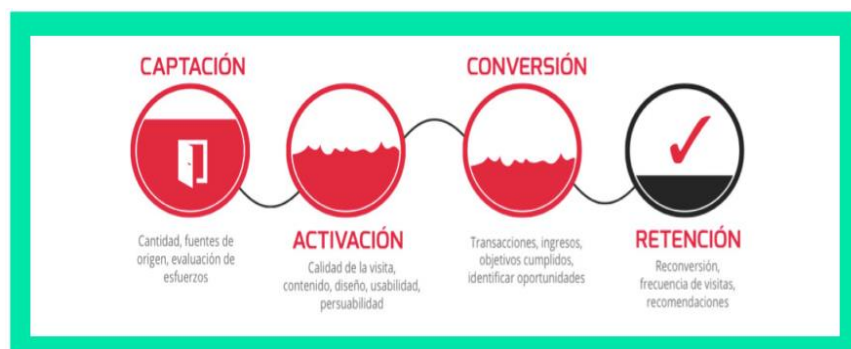 CAPTACIÓN
Cantidad, fuentes de
origen, evaluación de
esfuerzos
ACTIVACIÓN
Calidad de la visita,
contenido, diseño, usabilidad,
persuabilidad
CONVERSIÓN
Transacciones, ingresos,
objetivos cumplidos,
identificar oportunidades
RETENCIÓN
Reconversión,
frecuencia de visitas,
recomendaciones